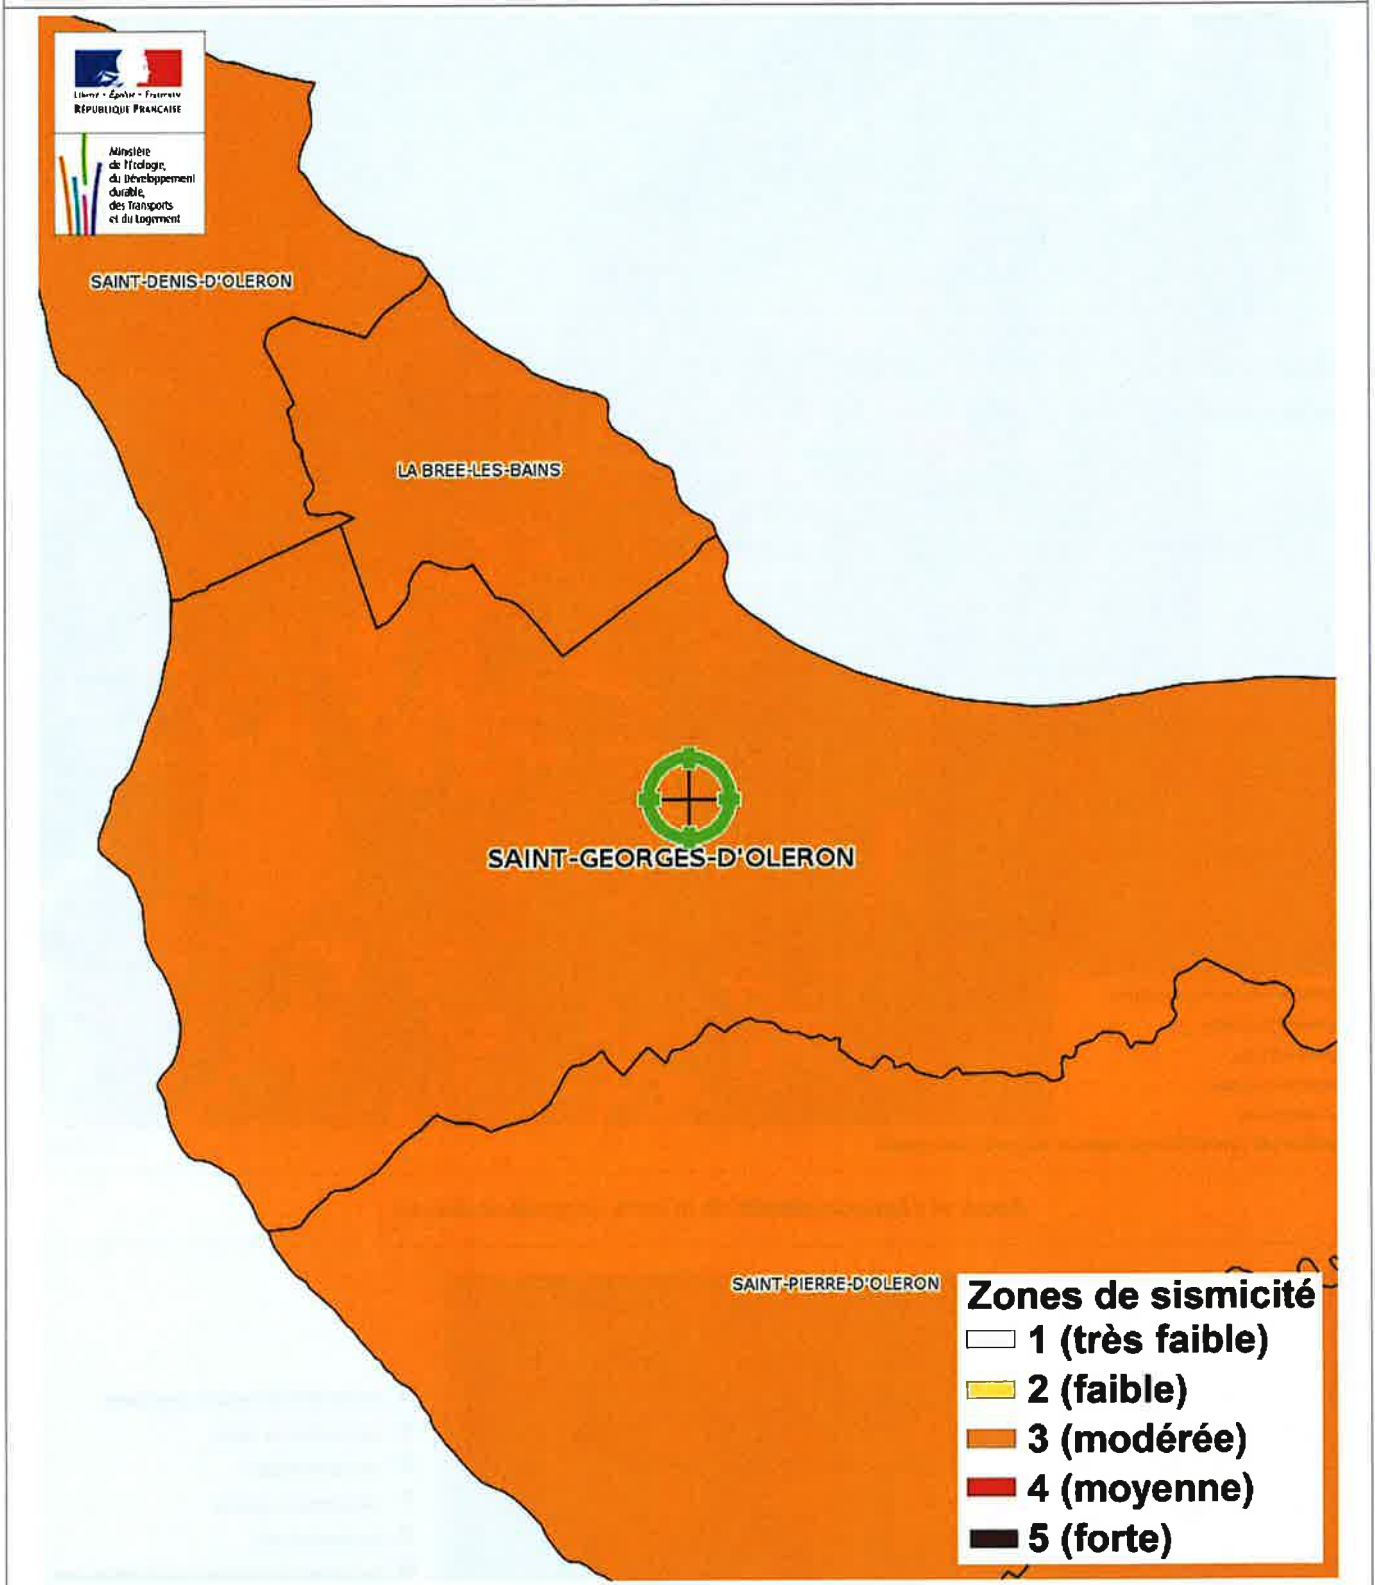 Liberté • Égalité • Fraternité
RÉPUBLIQUE FRANÇAISE
Ministère
de l'Écologie,
du Développement
durable,
des Transports
et du Logement
SAINT-DENIS-D'OLERON
LA BREE-LES-BAINS
SAINT-GEORGES-D'OLERON
SAINT-PIERRE-D'OLERON
Zones de sismicité
1 (très faible)
2 (faible)
3 (modérée)
4 (moyenne)
5 (forte)